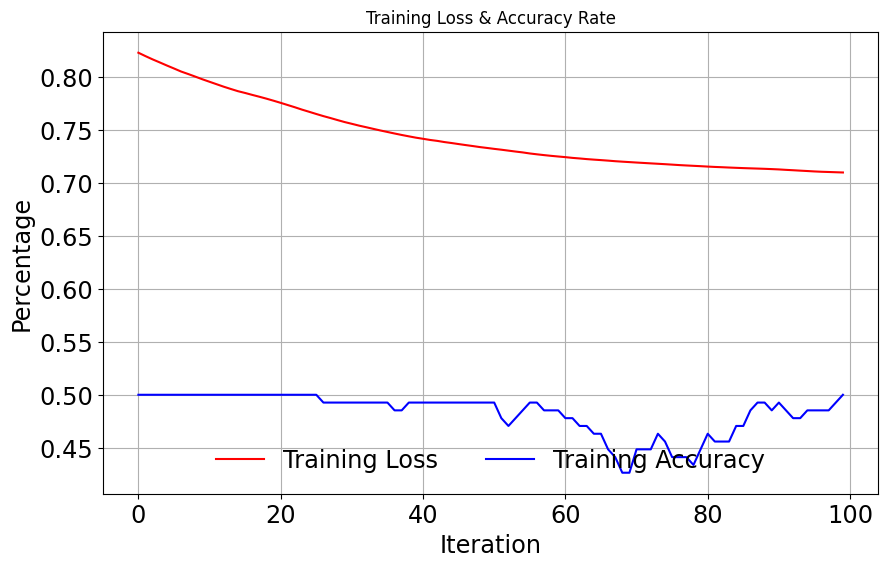 Training Loss & Accuracy Rate
0.80
0.75
0.70
0.65
0.60
0.55
0.50
0.45
Percentage
Training Loss Training Accuracy
0 20 40 60 80 100
Iteration